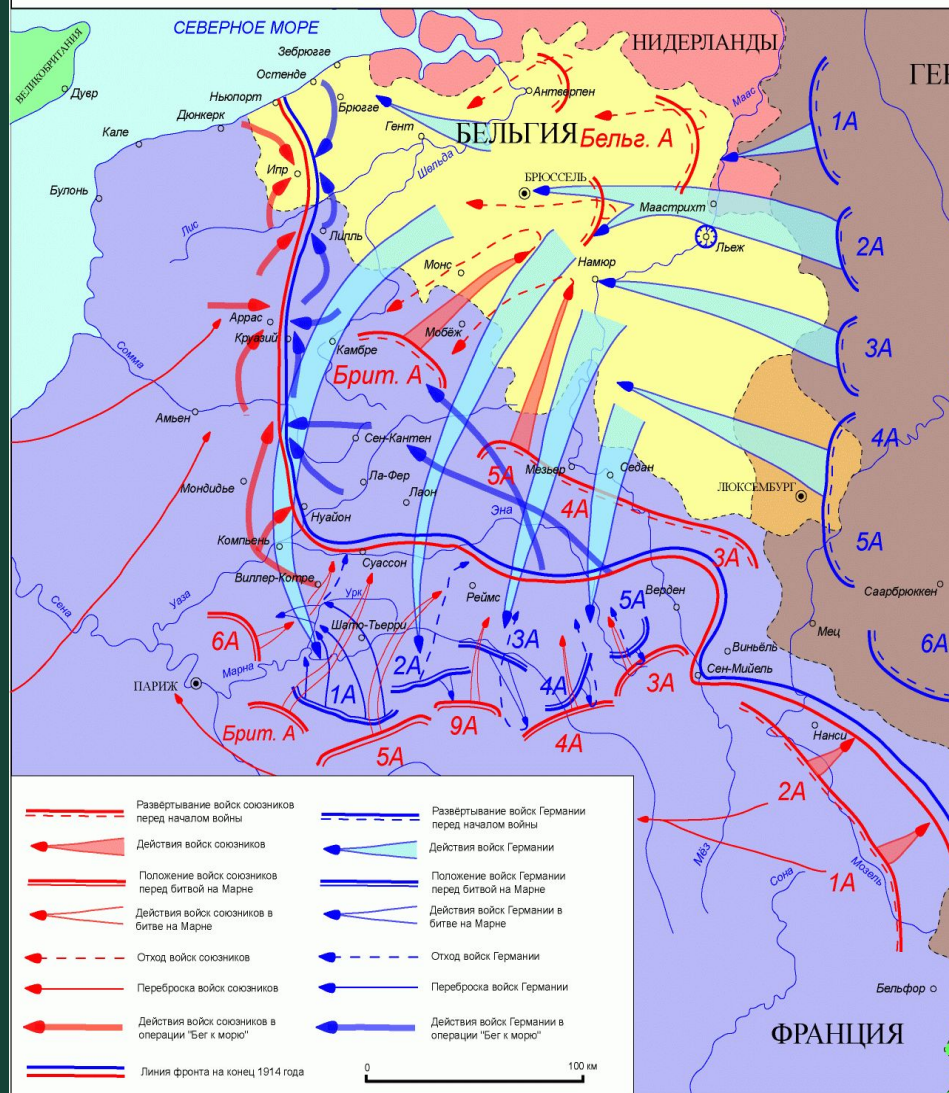 СЕВЕРНОЕ МОРЕ
НИДЕРЛАНДЫ
ВЕЛИКОБРИТАНИЯ
Дувр
Зебрюгге
Остенде
Ньюпорт
Брюгге
Дюнкерк
Кале
Булонь
Гент
Антверпен
Маас
ГЕ
1А
БЕЛЬГИЯ
Бельг. А
Шельда
Ипр
БРЮССЕЛЬ
Маастрихт
Льеж
2А
Лис
Лилль
Монс
Намюр
Аррас
Круазий
Камбре
Мобёж
3А
Сомма
Брит. А
Амьен
Сен-Кантен
4А
Мондидье
Ла-Фер
Лаон
5А
Мезьер
Седан
4А
ЛЮКСЕМБУРГ
Нуайон
Эна
3А
5А
Компьень
Суассон
Виллер-Котре
Реймс
Верден
Саарбрюккен
Сена
Уаза
Урк
Шато-Тьерри
6А
3А
5А
Мец
Виньёль
6А
Марна
2А
1А
4А
3А
Сен-Мийель
ПАРИЖ
Брит. А
5А
9А
4А
Нанси
2А
Мёз
Сона
1А
Мозель
Бельфор
ФРАНЦИЯ
Развёртывание войск союзников
перед началом войны
Действия войск союзников
Положение войск союзников
перед битвой на Марне
Действия войск союзников в
битве на Марне
Отход войск союзников
Переброска войск союзников
Действия войск союзников в
операции "Бег к морю"
Линия фронта на конец 1914 года
Развёртывание войск Германии
перед началом войны
Действия войск Германии
Положение войск Германии
перед битвой на Марне
Действия войск Германии в
битве на Марне
Отход войск Германии
Переброска войск Германии
Действия войск Германии в
операции "Бег к морю"
0
100 км